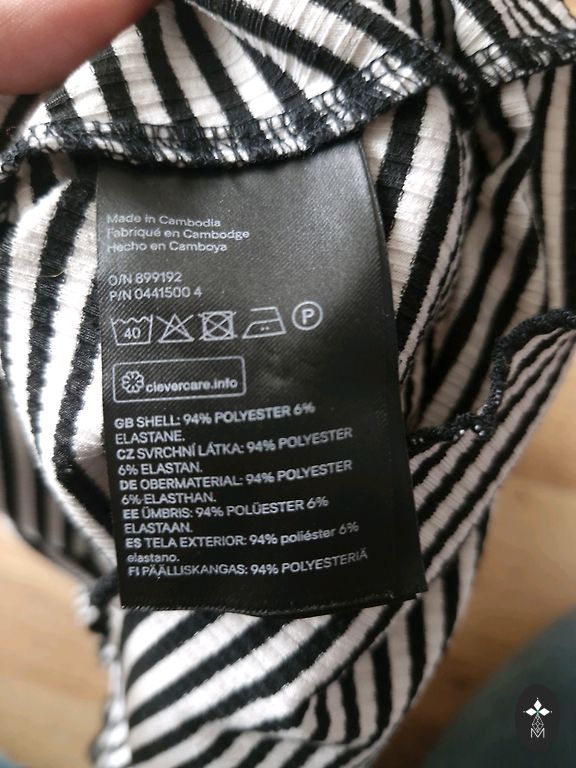 Made in Cambodia
Fabriqué en Cambodge
Hecho en Camboya
O/N 899192
P/N 0441500 4
40 P
clevercare.info
GB SHELL: 94% POLYESTER 6%
ELASTANE.
CZ SVRCHNÍ LÁTKA: 94% POLYESTER
6% ELASTAN.
DE OBERMATERIAL: 94% POLYESTER
6% ELASTHAN.
EE ÜMBRIS: 94% POLÜESTER 6%
ELASTAAN.
ES TELA EXTERIOR: 94% poliéster 6%
elastano.
FI PÄÄLLISKANGAS: 94% POLYESTERIÄ
M